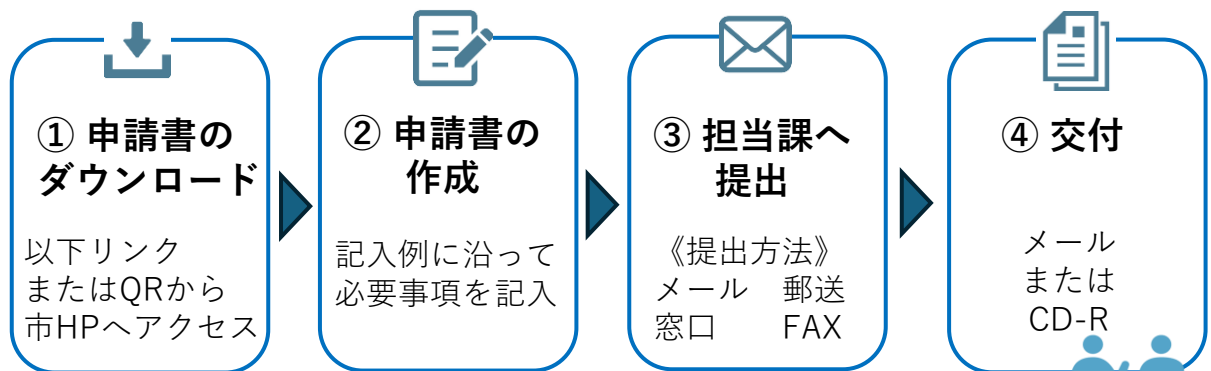 ① 申請書の
ダウンロード
以下リンク
またはQRから
市HPへアクセス
② 申請書の
作成
記入例に沿って
必要事項を記入
③ 担当課へ
提出
《提出方法》
メール 郵送
窓口 FAX
④ 交付
メール
または
CD-R